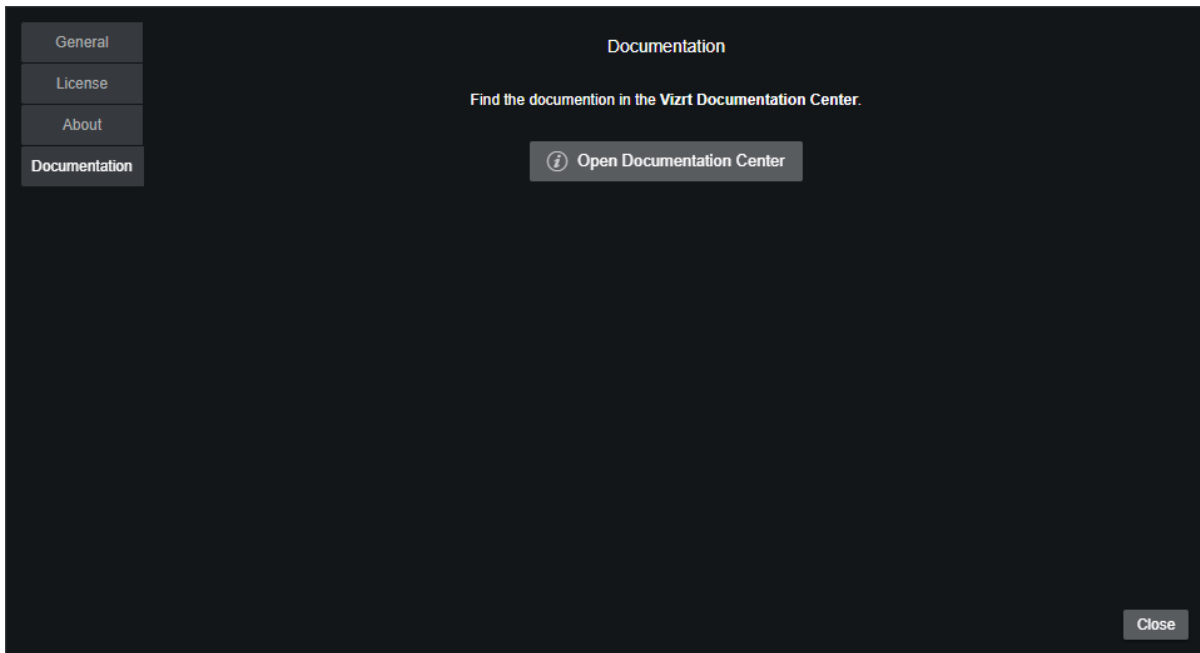 General
License
About
Documentation
Documentation
Find the documention in the Vizrt Documentation Center.
Open Documentation Center
Close